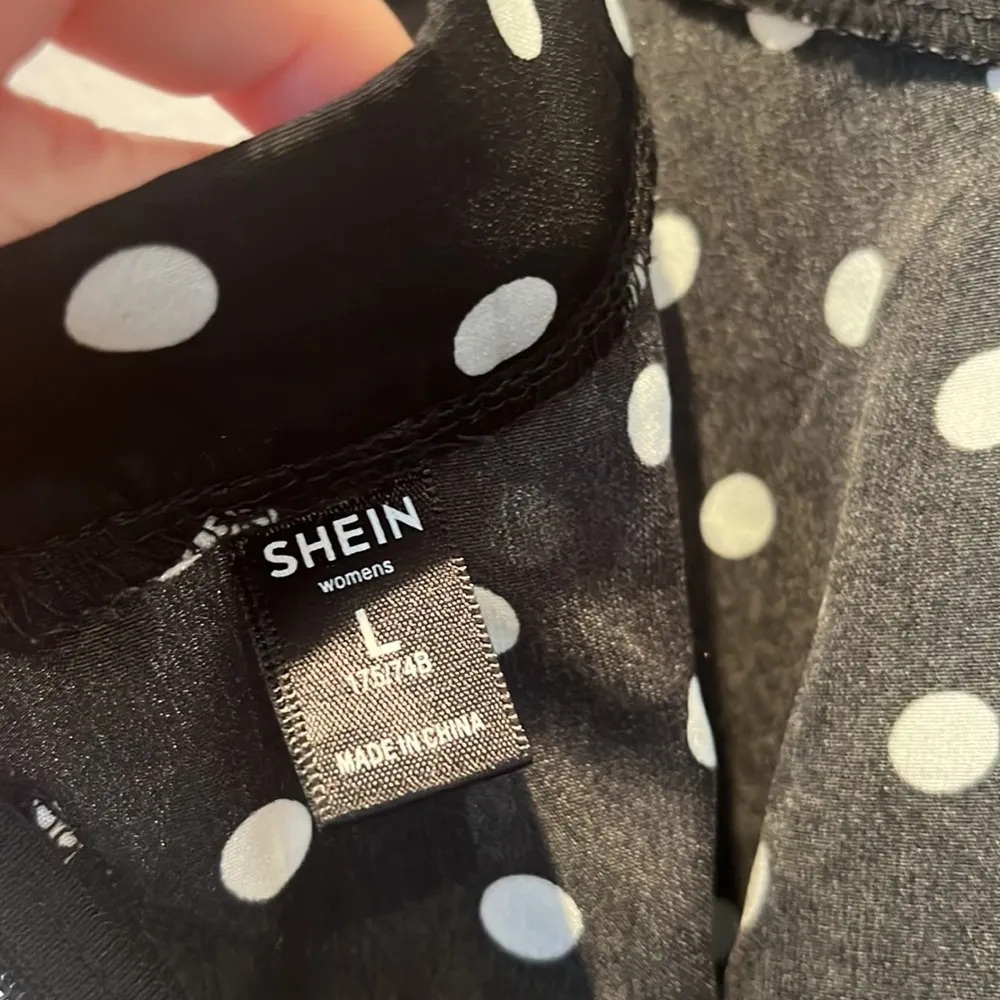 SHEIN
womens
L
175/74B
MADE IN CHINA